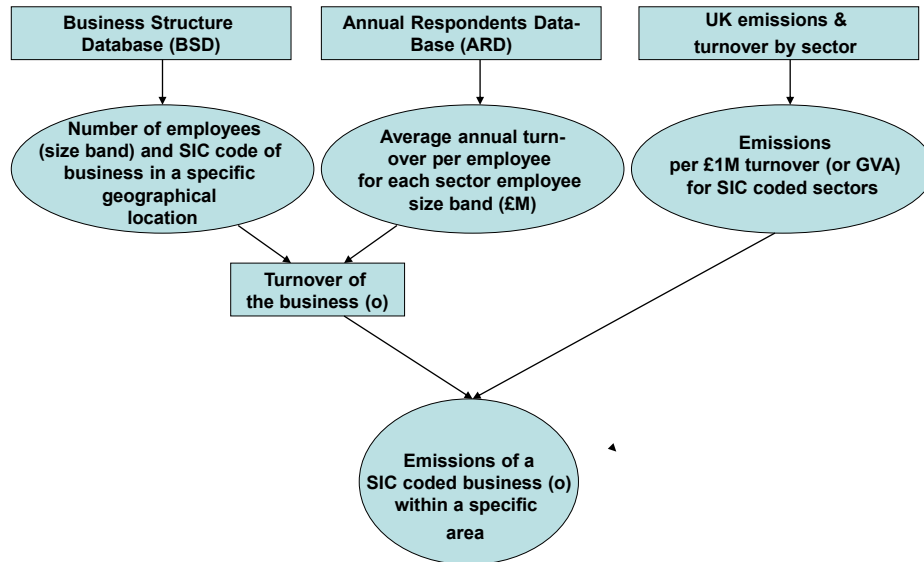 Business Structure
Database (BSD)
Annual Respondents Data-
Base (ARD)
UK emissions &
turnover by sector
Number of employees
(size band) and SIC code of
business in a specific
geographical
location
Average annual turn-
over per employee
for each sector employee
size band (£M)
Emissions
per £1M turnover (or GVA)
for SIC coded sectors
Turnover of
the business (o)
Emissions of a
SIC coded business (o)
within a specific
area